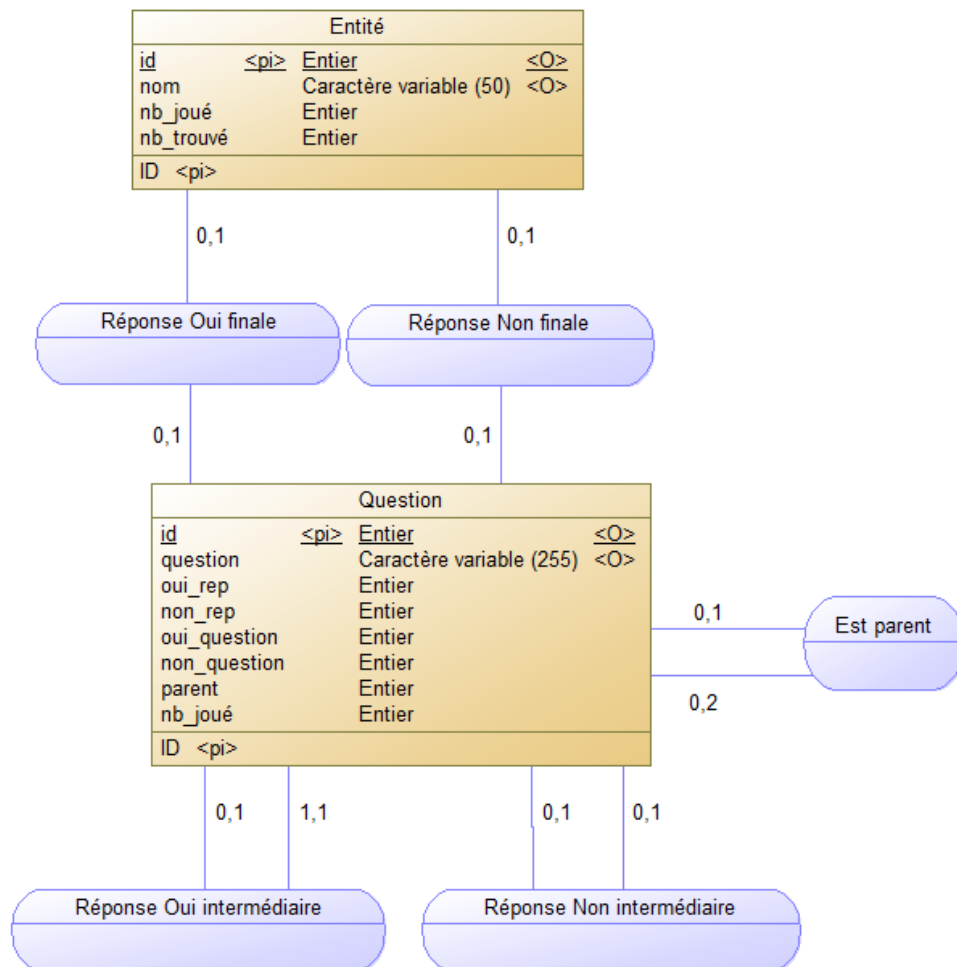 Entité
id <pi> Entier <O>
nom Caractère variable (50) <O>
nb_joué Entier
nb_trouvé Entier
ID <pi>
0,1 0,1
Réponse Oui finale Réponse Non finale
0,1 0,1
Question
id <pi> Entier <O>
question Caractère variable (255) <O>
oui_rep Entier
non_rep Entier
oui_question Entier
non_question Entier
parent Entier
nb_joué Entier
ID <pi>
0,1
Est parent
0,2
0,1 1,1 0,1 0,1
Réponse Oui intermédiaire Réponse Non intermédiaire